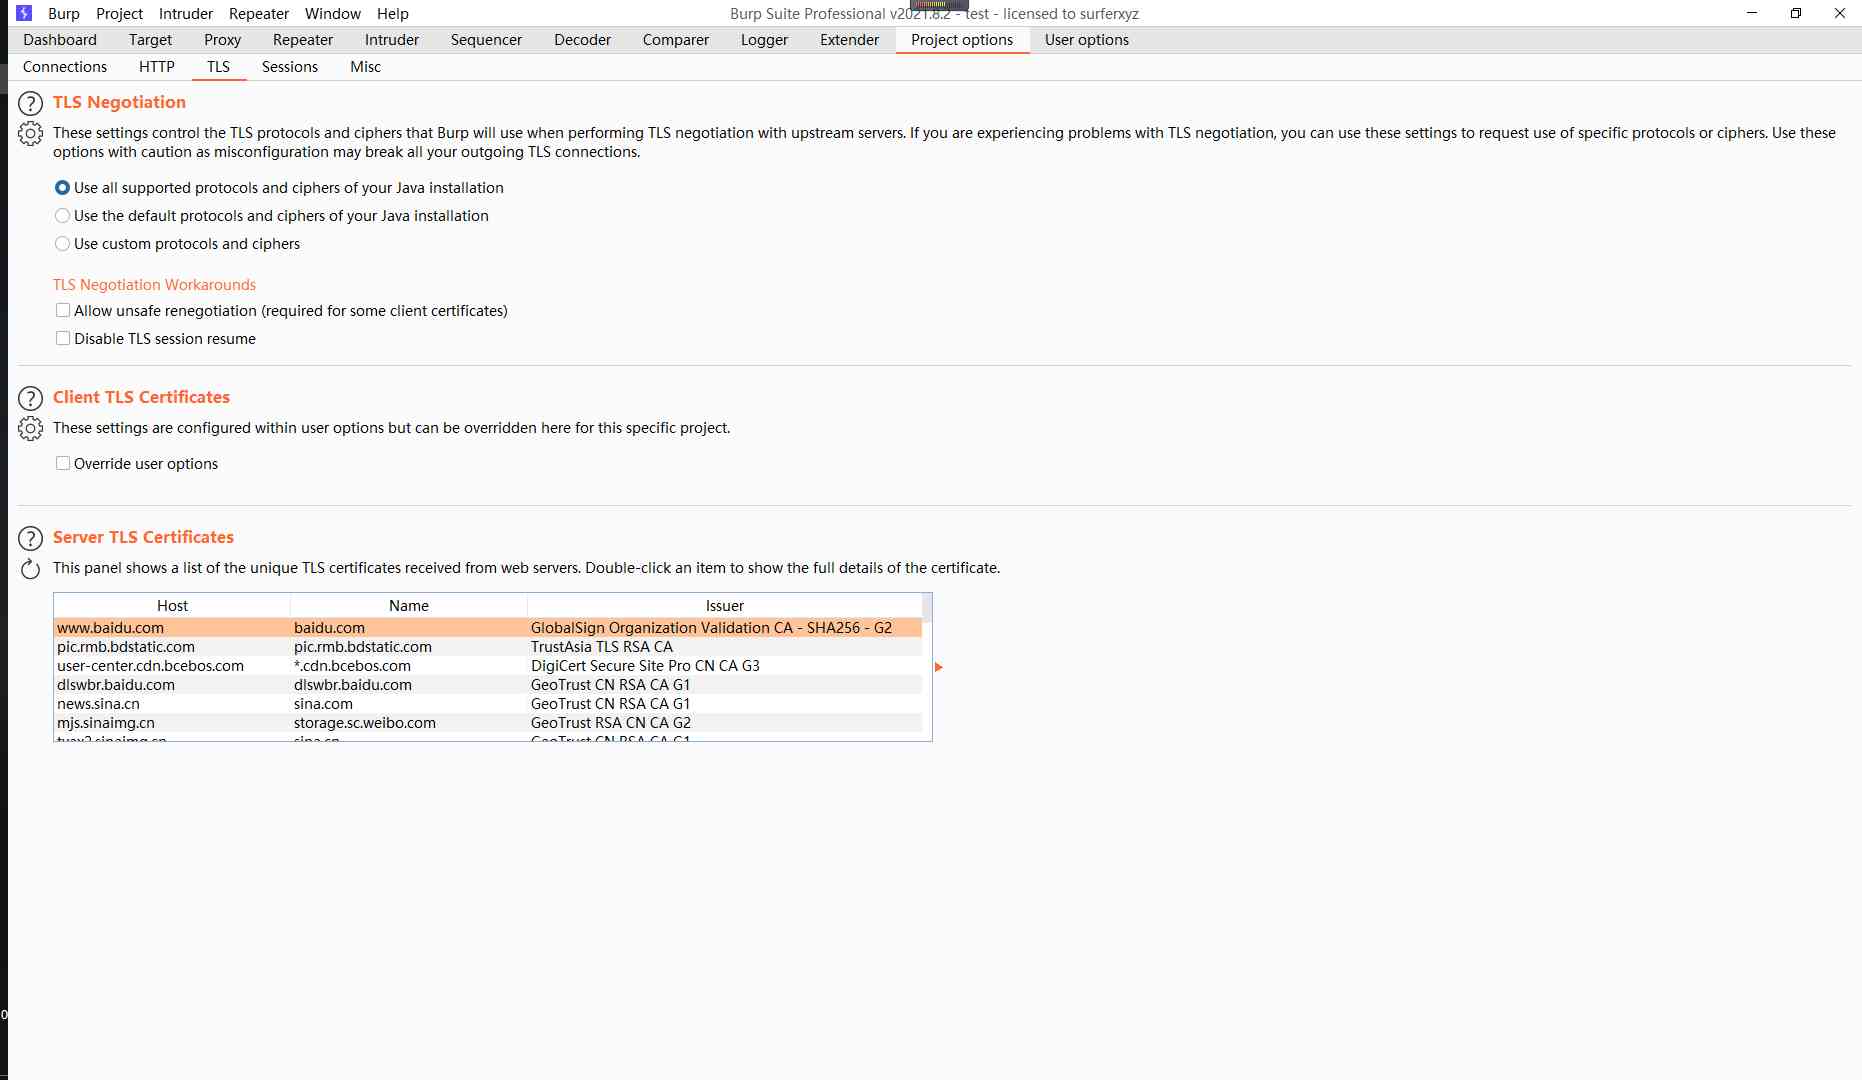 Burp Project Intruder Repeater Window Help
Burp Suite Professional v2021.8.2 - test - licensed to surferxyz
Dashboard Target Proxy Repeater Intruder Sequencer Decoder Comparer Logger Extender Project options User options
Connections HTTP TLS Sessions Misc
TLS Negotiation
These settings control the TLS protocols and ciphers that Burp will use when performing TLS negotiation with upstream servers. If you are experiencing problems with TLS negotiation, you can use these settings to request use of specific protocols or ciphers. Use these
options with caution as misconfiguration may break all your outgoing TLS connections.
Use all supported protocols and ciphers of your Java installation
Use the default protocols and ciphers of your Java installation
Use custom protocols and ciphers
TLS Negotiation Workarounds
Allow unsafe renegotiation (required for some client certificates)
Disable TLS session resume
Client TLS Certificates
These settings are configured within user options but can be overridden here for this specific project.
Override user options
Server TLS Certificates
This panel shows a list of the unique TLS certificates received from web servers. Double-click an item to show the full details of the certificate.
Host Name Issuer
www.baidu.com baidu.com GlobalSign Organization Validation CA - SHA256 - G2
pic.rmb.bdstatic.com pic.rmb.bdstatic.com TrustAsia TLS RSA CA
user-center.cdn.bcebos.com *.cdn.bcebos.com DigiCert Secure Site Pro CN CA G3
dlswbr.baidu.com dlswbr.baidu.com GeoTrust CN RSA CA G1
news.sina.cn sina.com GeoTrust CN RSA CA G1
mjs.sinaimg.cn storage.sc.weibo.com GeoTrust RSA CN CA G2
sina.cn GeoTrust CN RSA CA G1
0